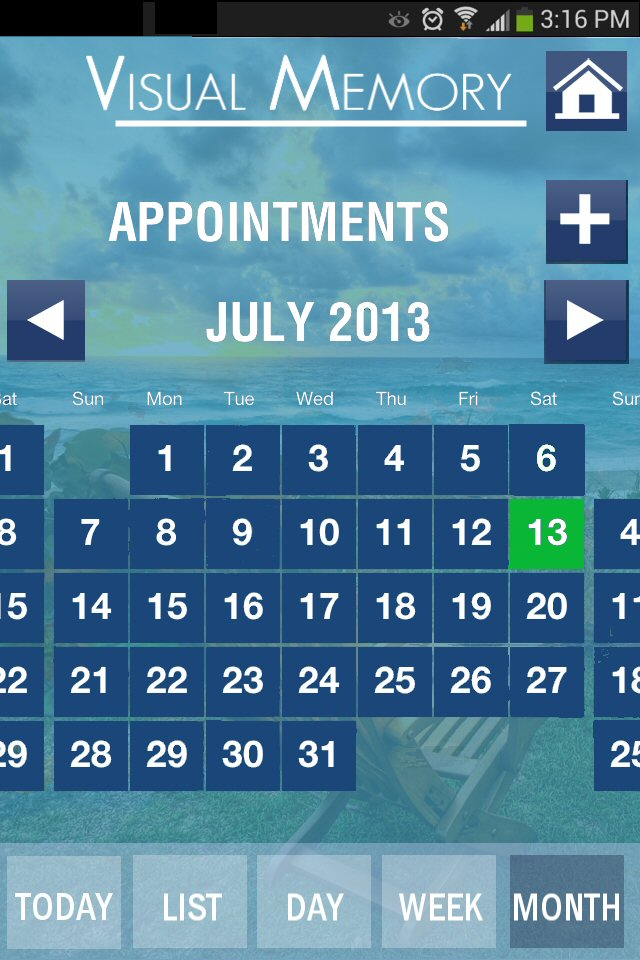 3:16 PM
VISUAL MEMORY
APPOINTMENTS
JULY 2013
Sat Sun Mon Tue Wed Thu Fri Sat Sun
1 1 2 3 4 5 6
8 7 8 9 10 11 12 13 4
15 14 15 16 17 18 19 20 11
22 21 22 23 24 25 26 27 18
29 28 29 30 31 25
TODAY LIST DAY WEEK MONTH